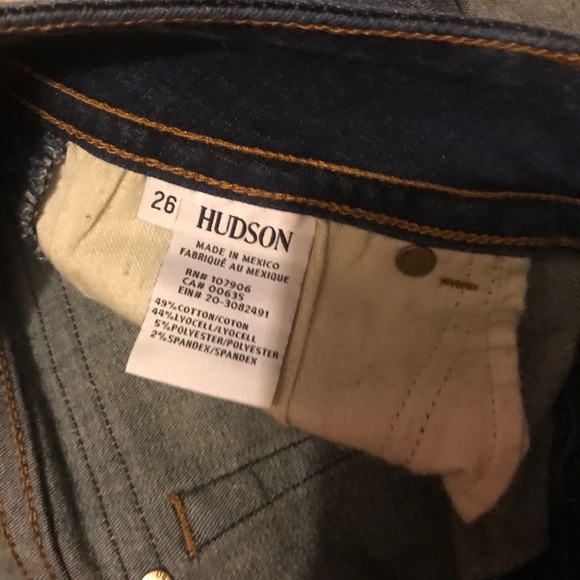 26
HUDSON
MADE IN MEXICO
FABRIQUÉ AU MEXIQUE
RN# 107906
CA# 00635
EIN# 20-3082491
49%COTTON/COTON
44%LYOCELL/LYOCELL
5%POLYESTER/POLYESTER
2%SPANDEX/SPANDEX